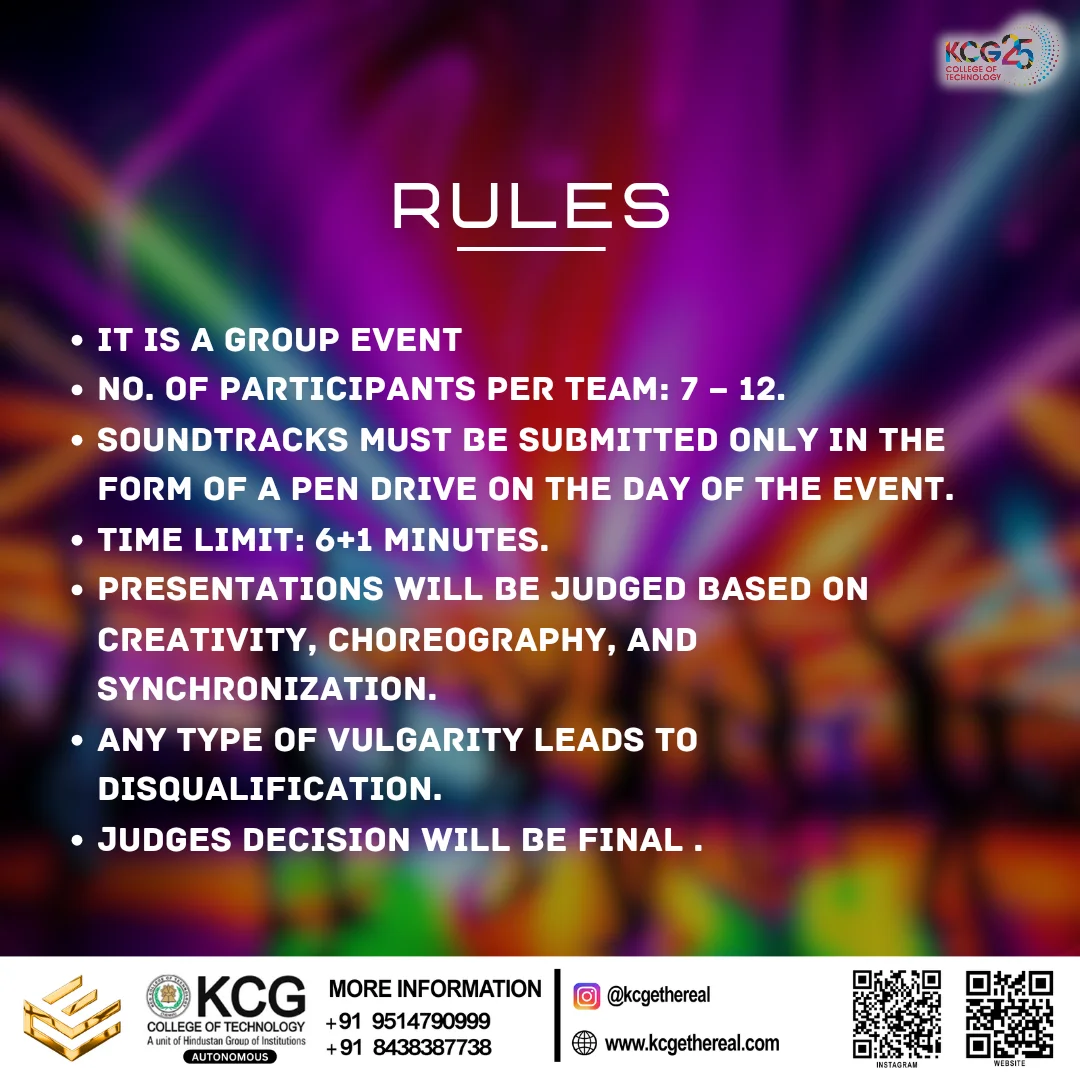 KCG25
COLLEGE OF
TECHNOLOGY
RULES
• IT IS A GROUP EVENT
• NO. OF PARTICIPANTS PER TEAM: 7 – 12.
• SOUNDTRACKS MUST BE SUBMITTED ONLY IN THE
FORM OF A PEN DRIVE ON THE DAY OF THE EVENT.
• TIME LIMIT: 6+1 MINUTES.
• PRESENTATIONS WILL BE JUDGED BASED ON
CREATIVITY, CHOREOGRAPHY, AND
SYNCHRONIZATION.
• ANY TYPE OF VULGARITY LEADS TO
DISQUALIFICATION.
• JUDGES DECISION WILL BE FINAL .
KCG
COLLEGE OF TECHNOLOGY
A unit of Hindustan Group of Institutions
AUTONOMOUS
MORE INFORMATION
+91 9514790999
+91 8438387738
@kcgethereal
www.kcgethereal.com
INSTAGRAM
WEBSITE